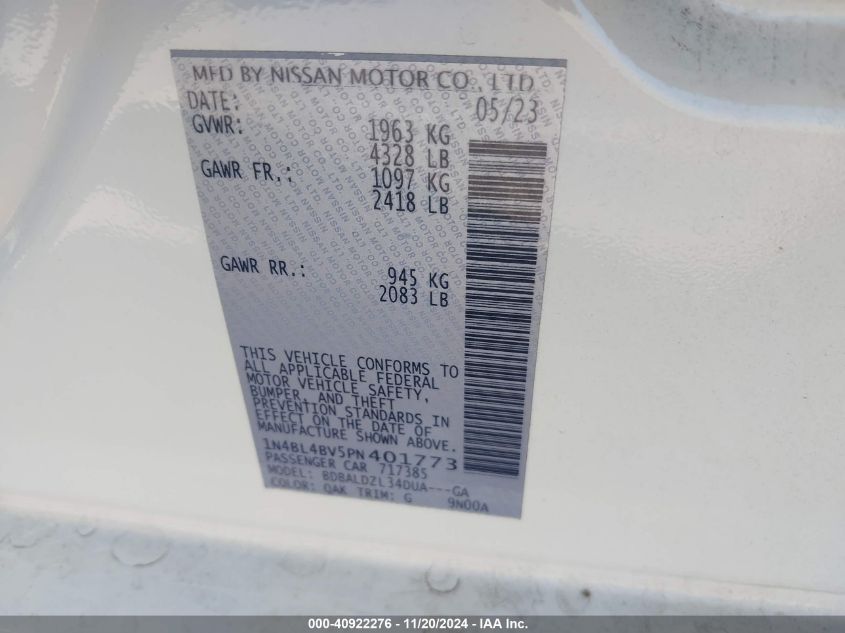 MFD BY NISSAN MOTOR CO., LTD
DATE: 05/23
GVWR: 1963 KG
4328 LB
GAWR FR.: 1097 KG
2418 LB
GAWR RR.: 945 KG
2083 LB
THIS VEHICLE CONFORMS TO
ALL APPLICABLE FEDERAL
MOTOR VEHICLE SAFETY,
BUMPER, AND THEFT
PREVENTION STANDARDS IN
EFFECT ON THE DATE OF
MANUFACTURE SHOWN ABOVE.
1N4BL4BV5PN401773
PASSENGER CAR 717385
MODEL: BDBALDZL34DUA---GA
COLOR: QAK TRIM: G 9N00A
000-40922276 - 11/20/2024 - IAA Inc.